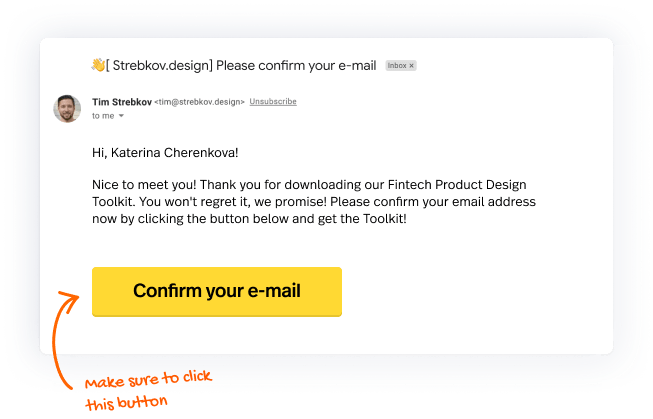 👋[ Strebkov.design] Please confirm your e-mail Inbox ×
Tim Strebkov <tim@strebkov.design> Unsubscribe
to me
Hi, Katerina Cherenkova!
Nice to meet you! Thank you for downloading our Fintech Product Design
Toolkit. You won't regret it, we promise! Please confirm your email address
now by clicking the button below and get the Toolkit!
Confirm your e-mail
make sure to click
this button